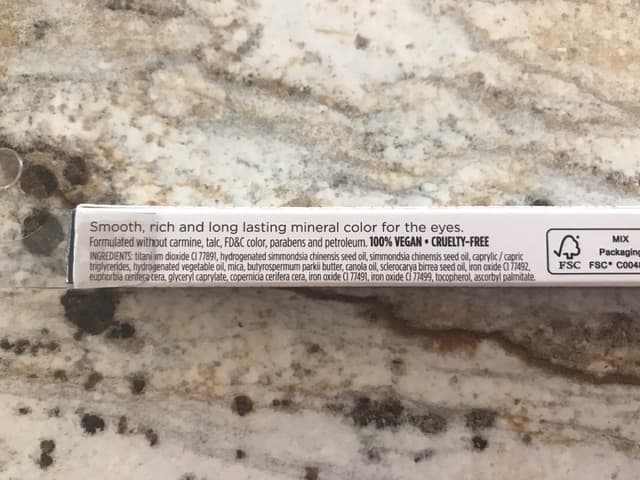 Smooth, rich and long lasting mineral color for the eyes.
Formulated without carmine, talc, FD&C color, parabens and petroleum. 100% VEGAN • CRUELTY-FREE
INGREDIENTS: titanium dioxide CI 77891, hydrogenated simmondsia chinensis seed oil, simmondsia chinensis seed oil, caprylic / capric
triglycerides, hydrogenated vegetable oil, mica, butyrospermum parkii butter, canola oil, sclerocarya birrea seed oil, iron oxide CI 77492,
euphorbia cerifera cera, glyceryl caprylate, copernicia cerifera cera, iron oxide CI 77491, iron oxide CI 77499, tocopherol, ascorbyl palmitate.
FSC
MIX
Packaging
FSC® C004